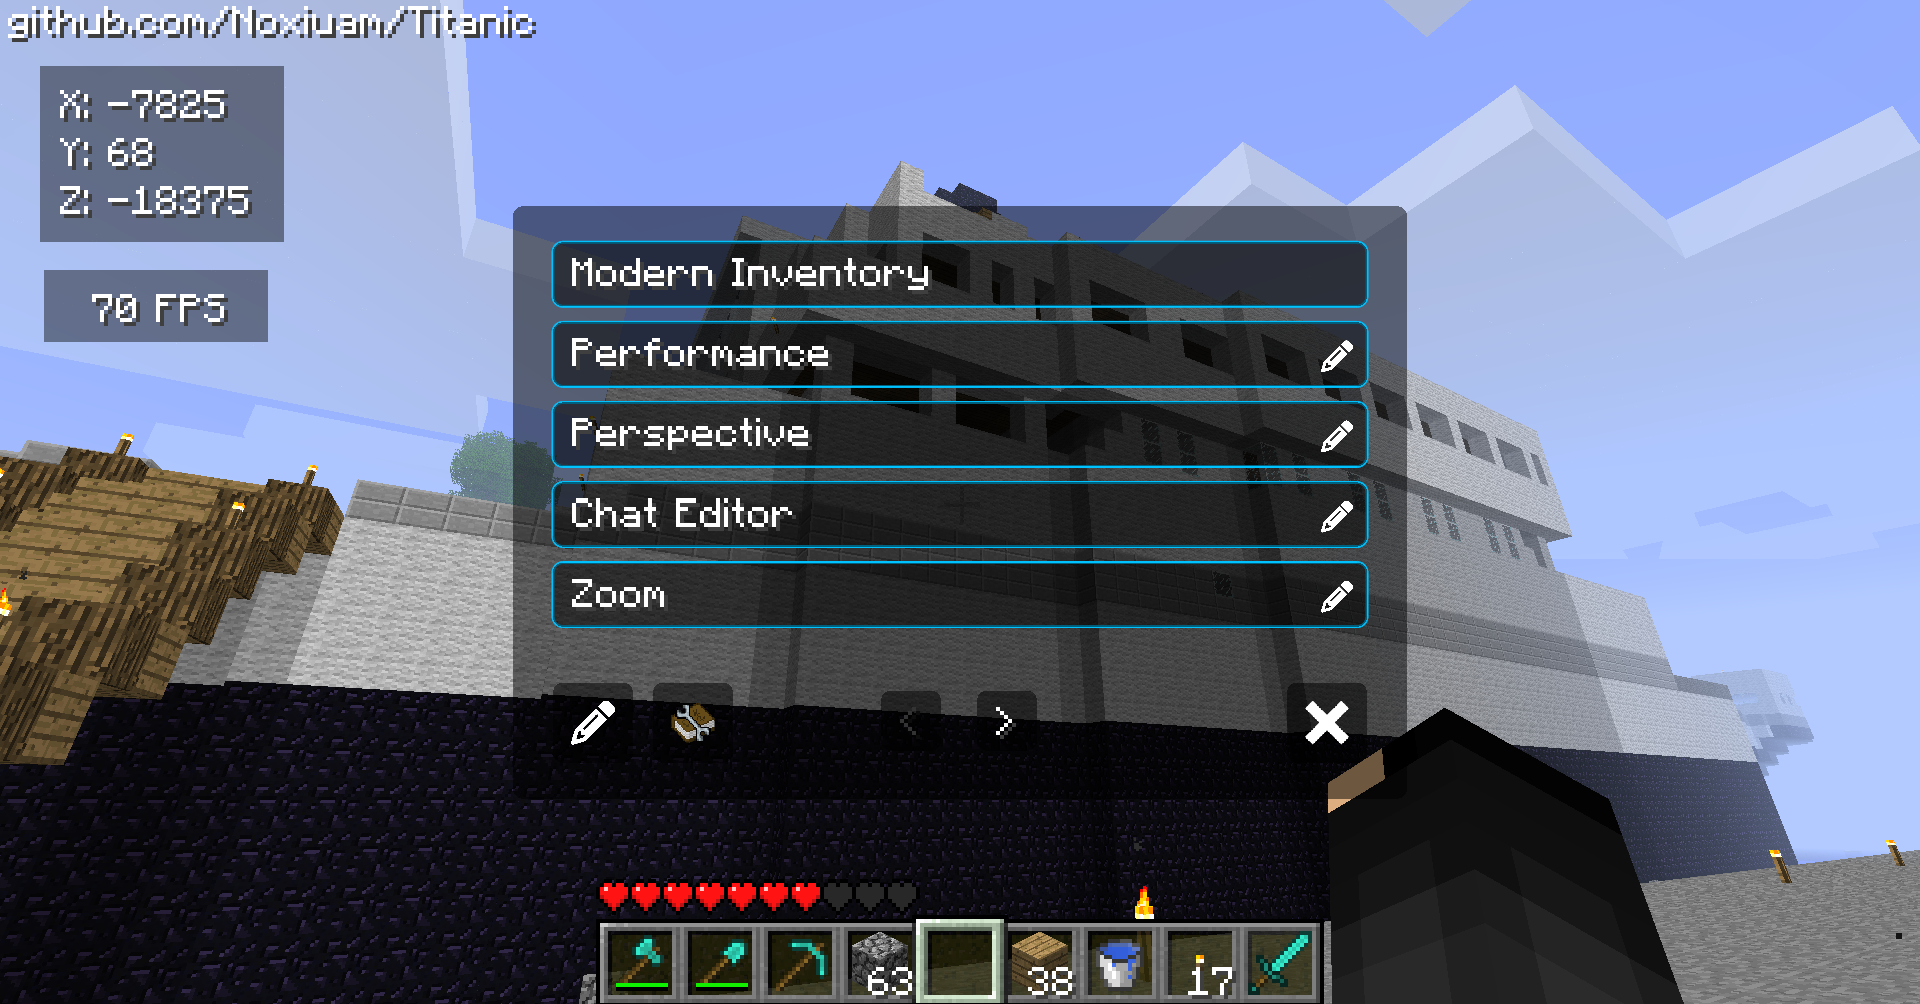 github.com/Noxiuam/Titanic
X: -7825
Y: 68
Z: -18375
70 FPS
Modern Inventory
Performance
Perspective
Chat Editor
Zoom
63
38
17